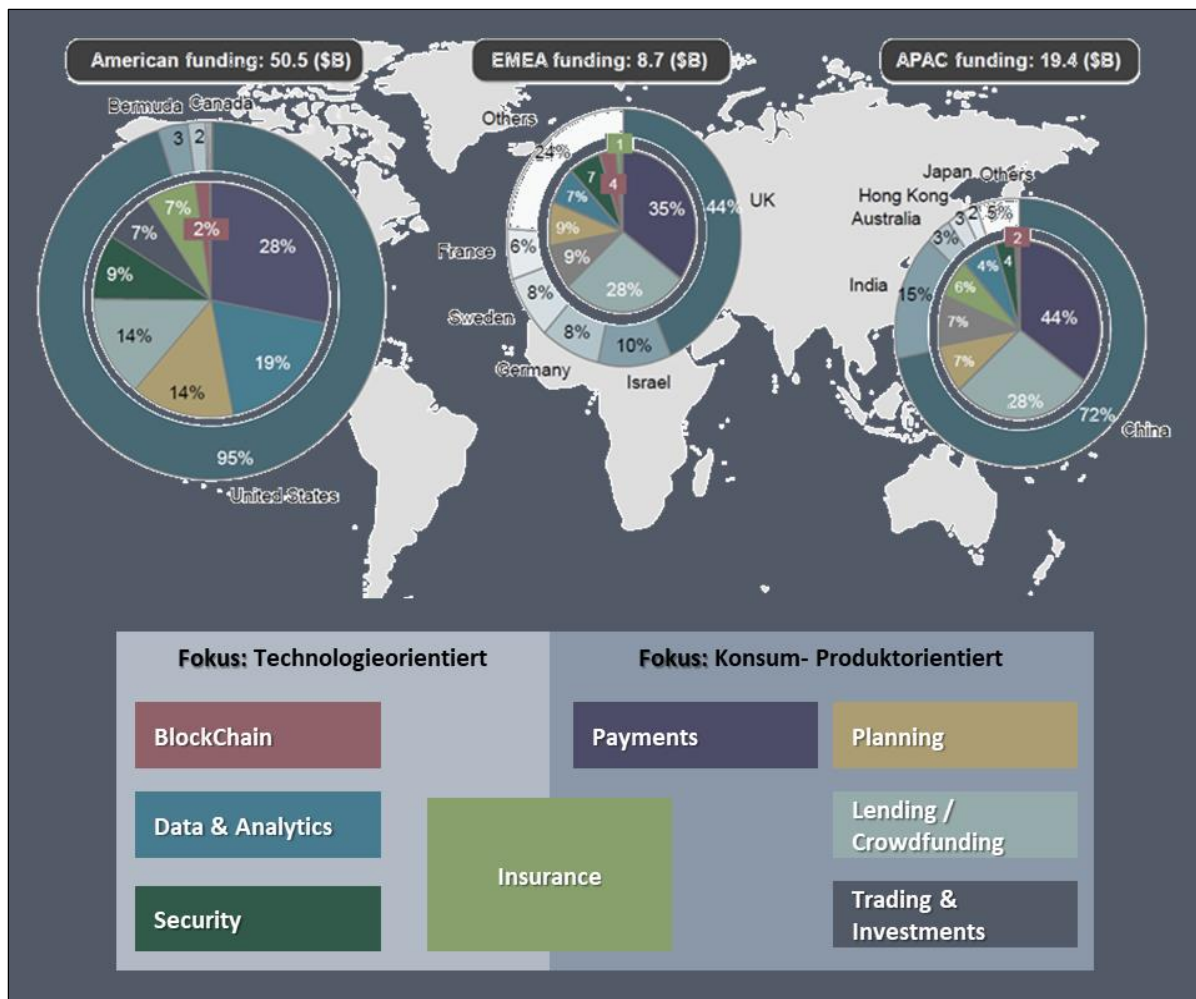 American funding: 50.5 ($B)
EMEA funding: 8.7 ($B)
APAC funding: 19.4 ($B)
Bermuda
Canada
3
2
7%
2%
7%
28%
9%
14%
19%
14%
95%
United States
Others
24%
1
7
4
7%
35%
44%
UK
9%
France
6%
9%
28%
8%
Sweden
8%
10%
Germany
Israel
Japan
Others
Hong Kong
Australia
3
2
5%
3%
2
India
4%
4
15%
6%
44%
7%
7%
28%
72%
China
Fokus: Technologieorientiert
Fokus: Konsum- Produktorientiert
BlockChain
Payments
Planning
Data & Analytics
Lending /
Crowdfunding
Insurance
Security
Trading &
Investments